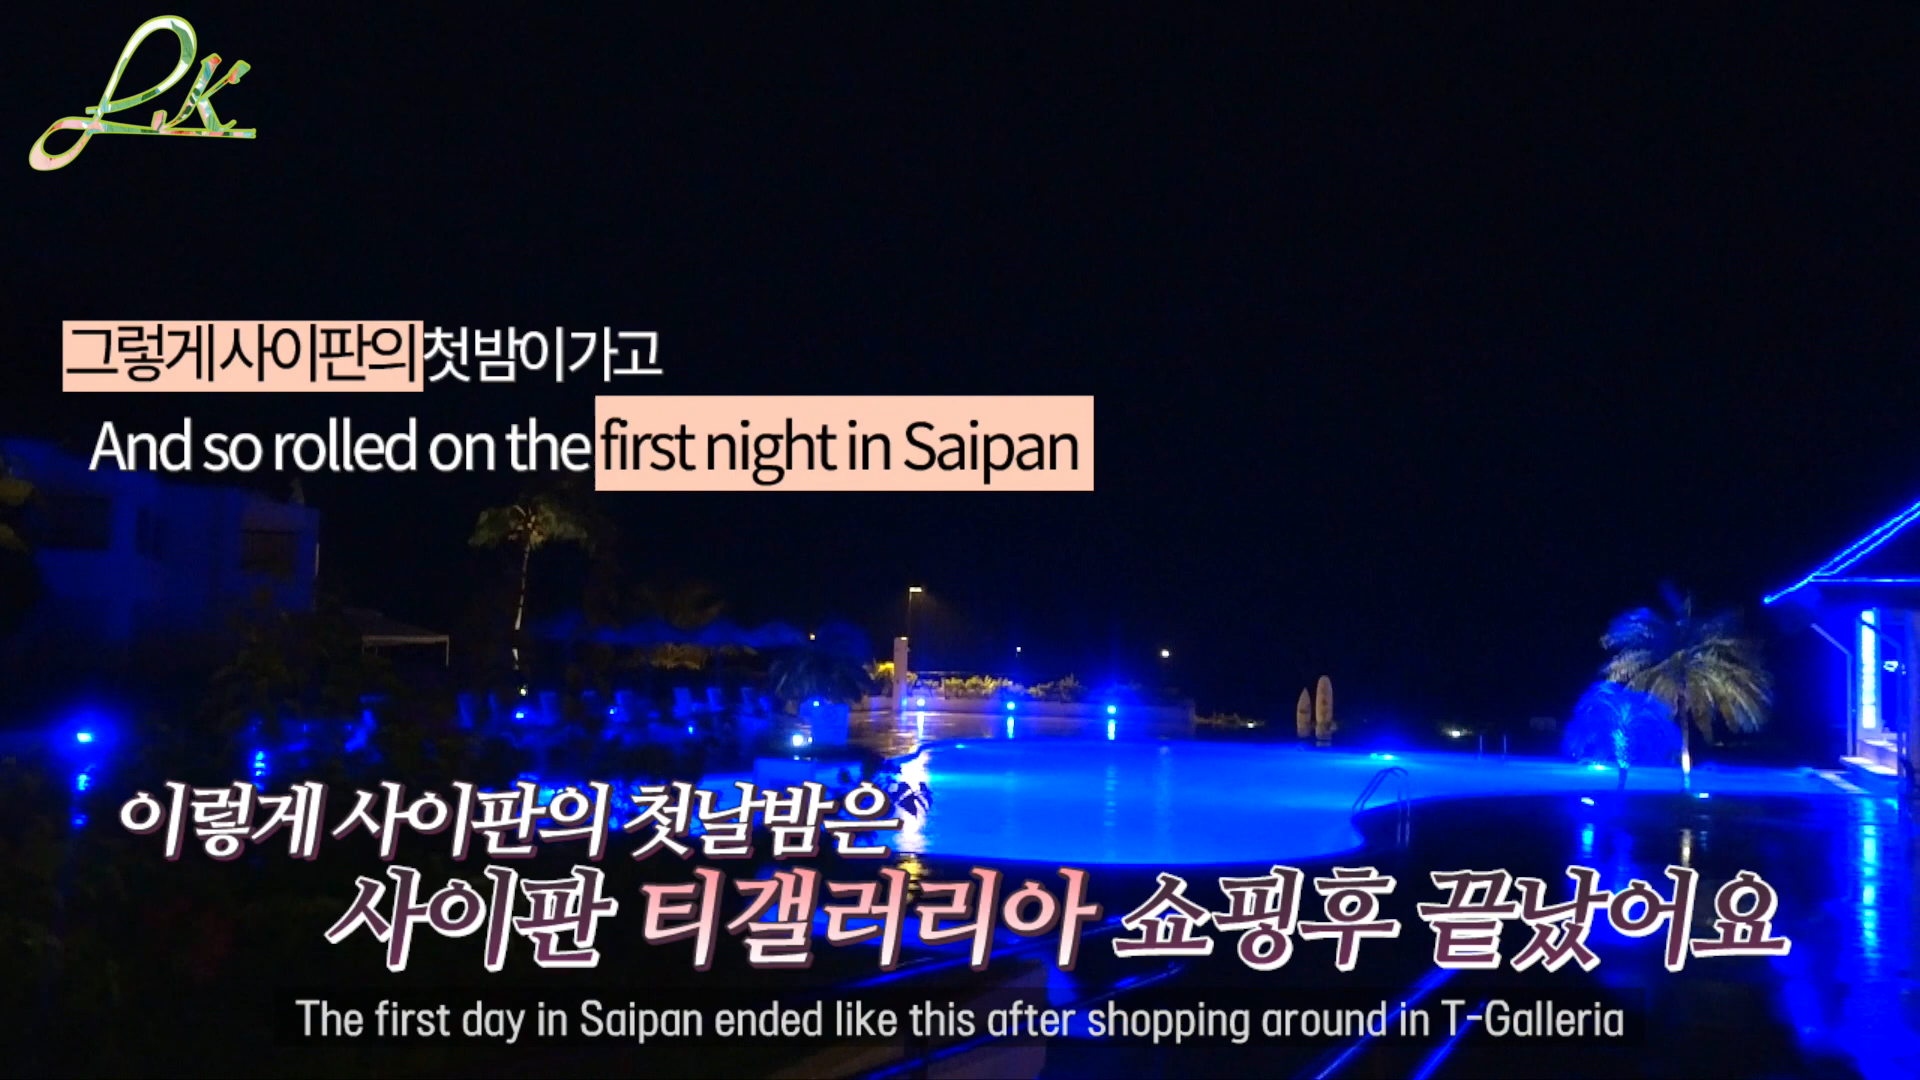 L.K
그렇게 사이판의 첫 밤이 가고
And so rolled on the first night in Saipan
이렇게 사이판의 첫날밤은
사이판 티갤러리아 쇼핑후 끝났어요
The first day in Saipan ended like this after shopping around in T-Galleria